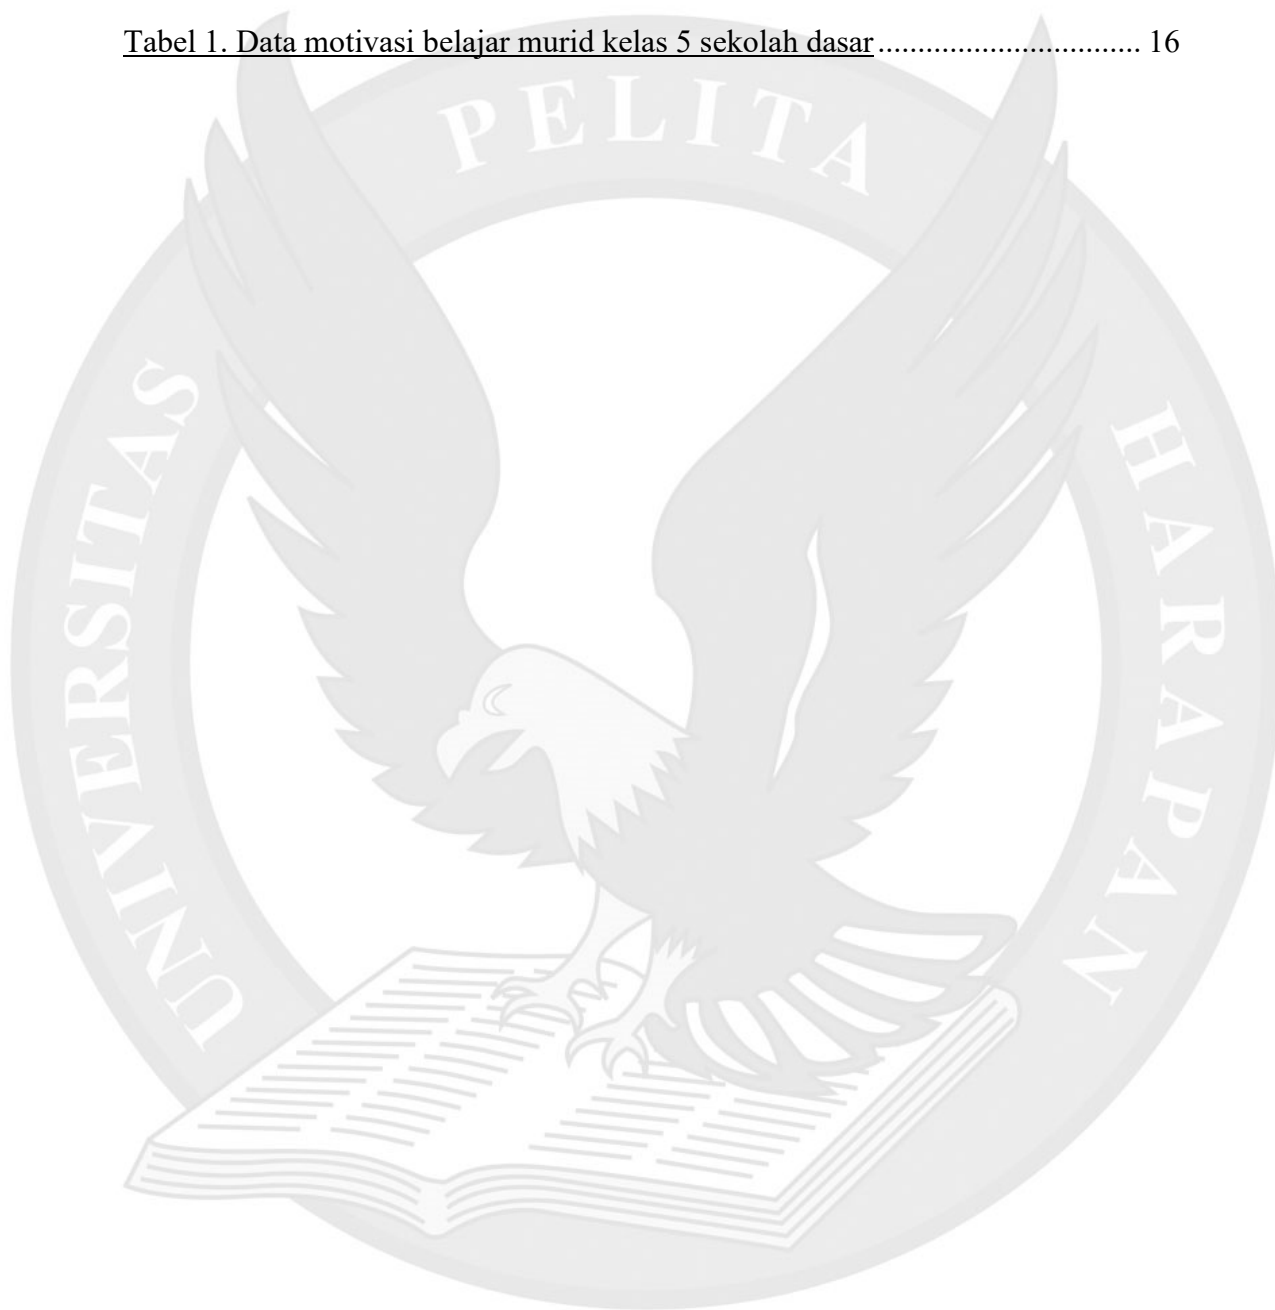 Tabel 1. Data motivasi belajar murid kelas 5 sekolah dasar................................. 16
PELITA
UNIVERSITAS
HARAPAN